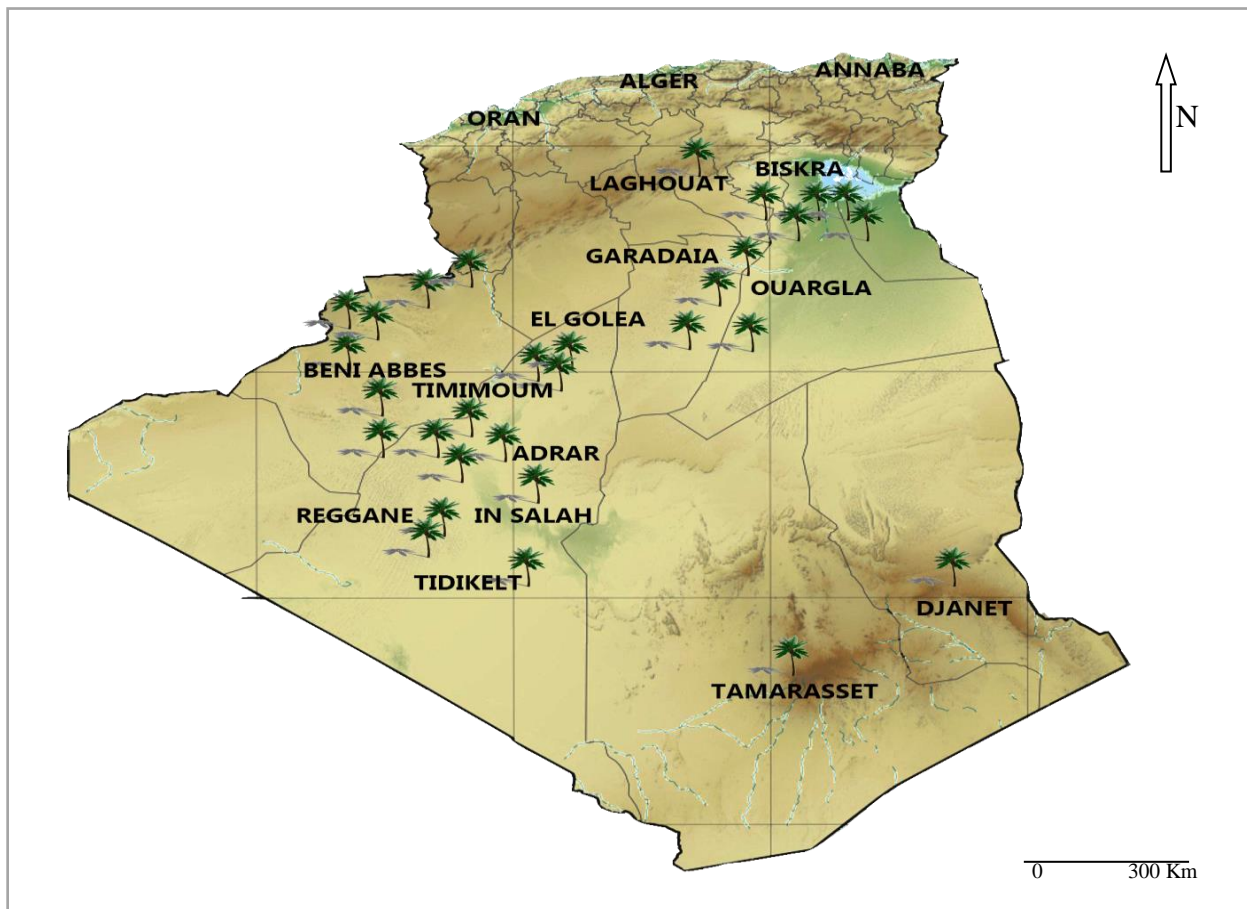 ANNABA
ALGER
ORAN
N
BISKRA
LAGHOUAT
GARADAIA
OUARGLA
EL GOLEA
BENI ABBES
TIMIMOUM
ADRAR
REGGANE
IN SALAH
TIDIKELT
DJANET
TAMARASSET
0 300 Km